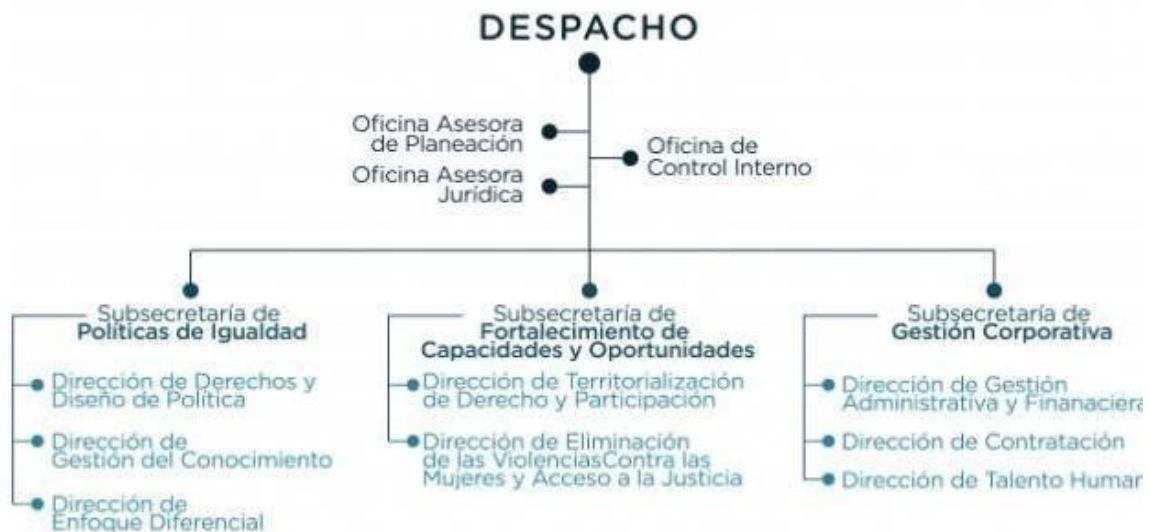 DESPACHO
Oficina Asesora
de Planeación
Oficina de
Control Interno
Oficina Asesora
Jurídica
Subsecretaría de
Políticas de Igualdad
Dirección de Derechos y
Diseño de Política
Dirección de
Gestión del Conocimiento
Dirección de
Enfoque Diferencial
Subsecretaría de
Fortalecimiento de
Capacidades y Oportunidades
Dirección de Territorialización
de Derecho y Participación
Dirección de Eliminación
de las ViolenciasContra las
Mujeres y Acceso a la Justicia
Subsecretaría de
Gestión Corporativa
Dirección de Gestión
Administrativa y Finanaciera
Dirección de Contratación
Dirección de Talento Human